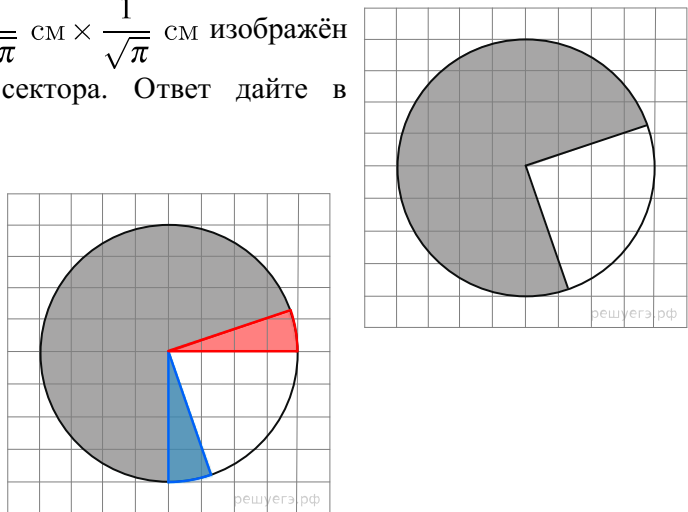 1
π см × √π см изображён
сектора. Ответ дайте в
решуегэ.рф
решуегэ.рф